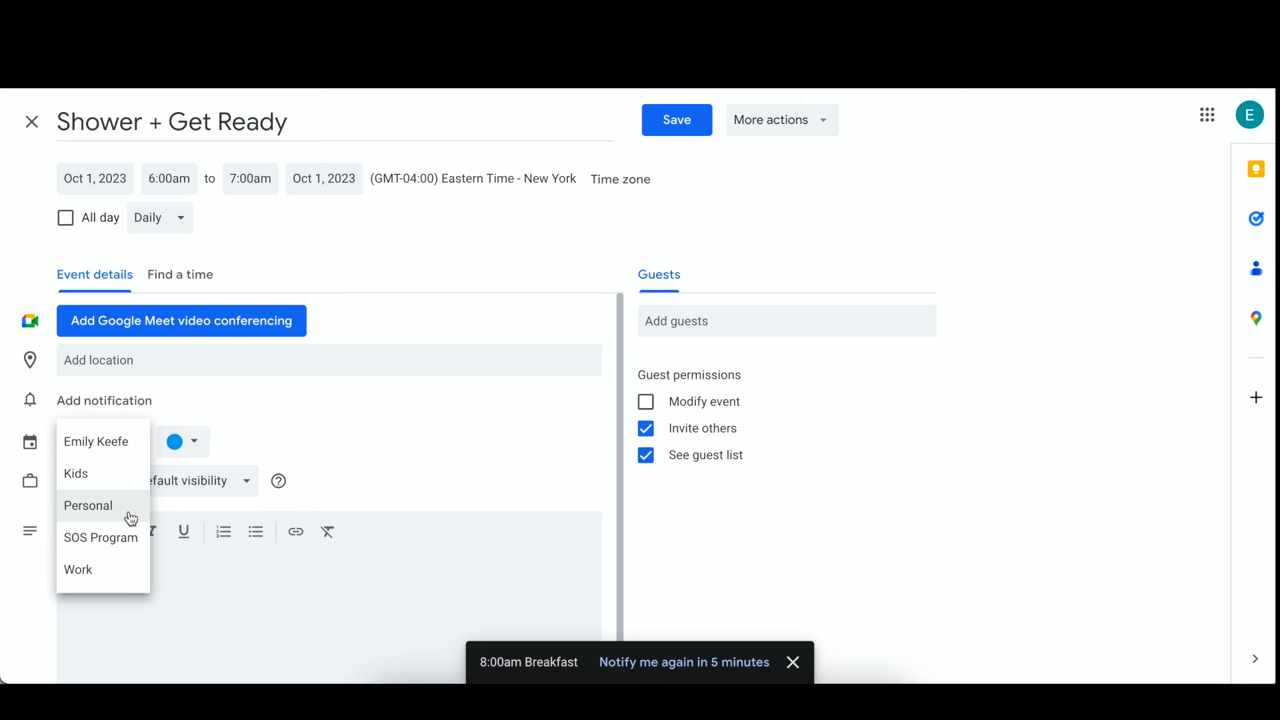 Shower + Get Ready
Save
More actions
E
Oct 1, 2023 6:00am to 7:00am Oct 1, 2023 (GMT-04:00) Eastern Time - New York Time zone
All day Daily
Event details Find a time
Guests
Add Google Meet video conferencing
Add guests
Add location
Guest permissions
Add notification
Modify event
Emily Keefe
Invite others
Kids
See guest list
efault visibility
Personal
SOS Program
Work
8:00am Breakfast Notify me again in 5 minutes